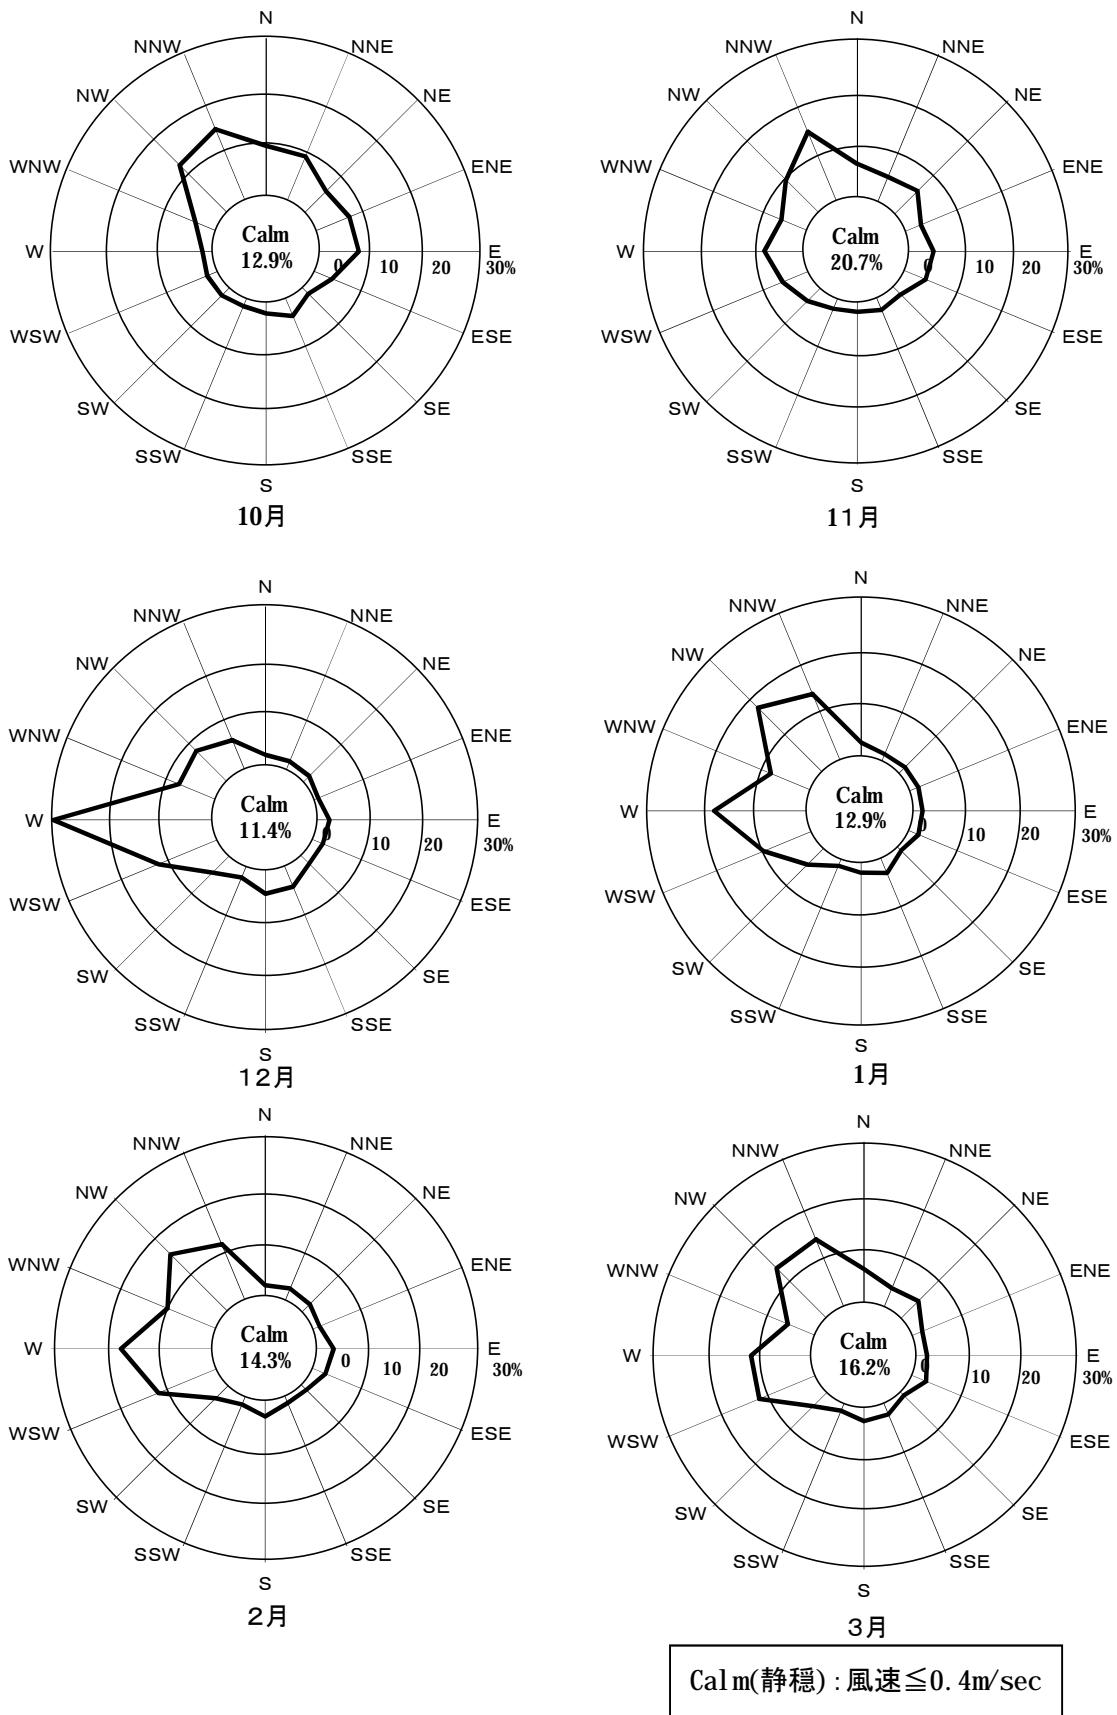 N
NNW
NNE
NW
NE
WNW
ENE
W
Calm
12.9%
0
10
20
E
30%
WSW
ESE
SW
SE
SSW
SSE
S
10月
N
NNW
NNE
NW
NE
WNW
ENE
W
Calm
20.7%
0
10
20
E
30%
WSW
ESE
SW
SE
SSW
SSE
S
11月
N
NNW
NNE
NW
NE
WNW
ENE
W
Calm
11.4%
0
10
20
E
30%
WSW
ESE
SW
SE
SSW
SSE
S
12月
N
NNW
NNE
NW
NE
WNW
ENE
W
Calm
12.9%
0
10
20
E
30%
WSW
ESE
SW
SE
SSW
SSE
S
1月
N
NNW
NNE
NW
NE
WNW
ENE
W
Calm
14.3%
0
10
20
E
30%
WSW
ESE
SW
SE
SSW
SSE
S
2月
N
NNW
NNE
NW
NE
WNW
ENE
W
Calm
16.2%
0
10
20
E
30%
WSW
ESE
SW
SE
SSW
SSE
S
3月
Calm(静穏):風速≦0.4m/sec